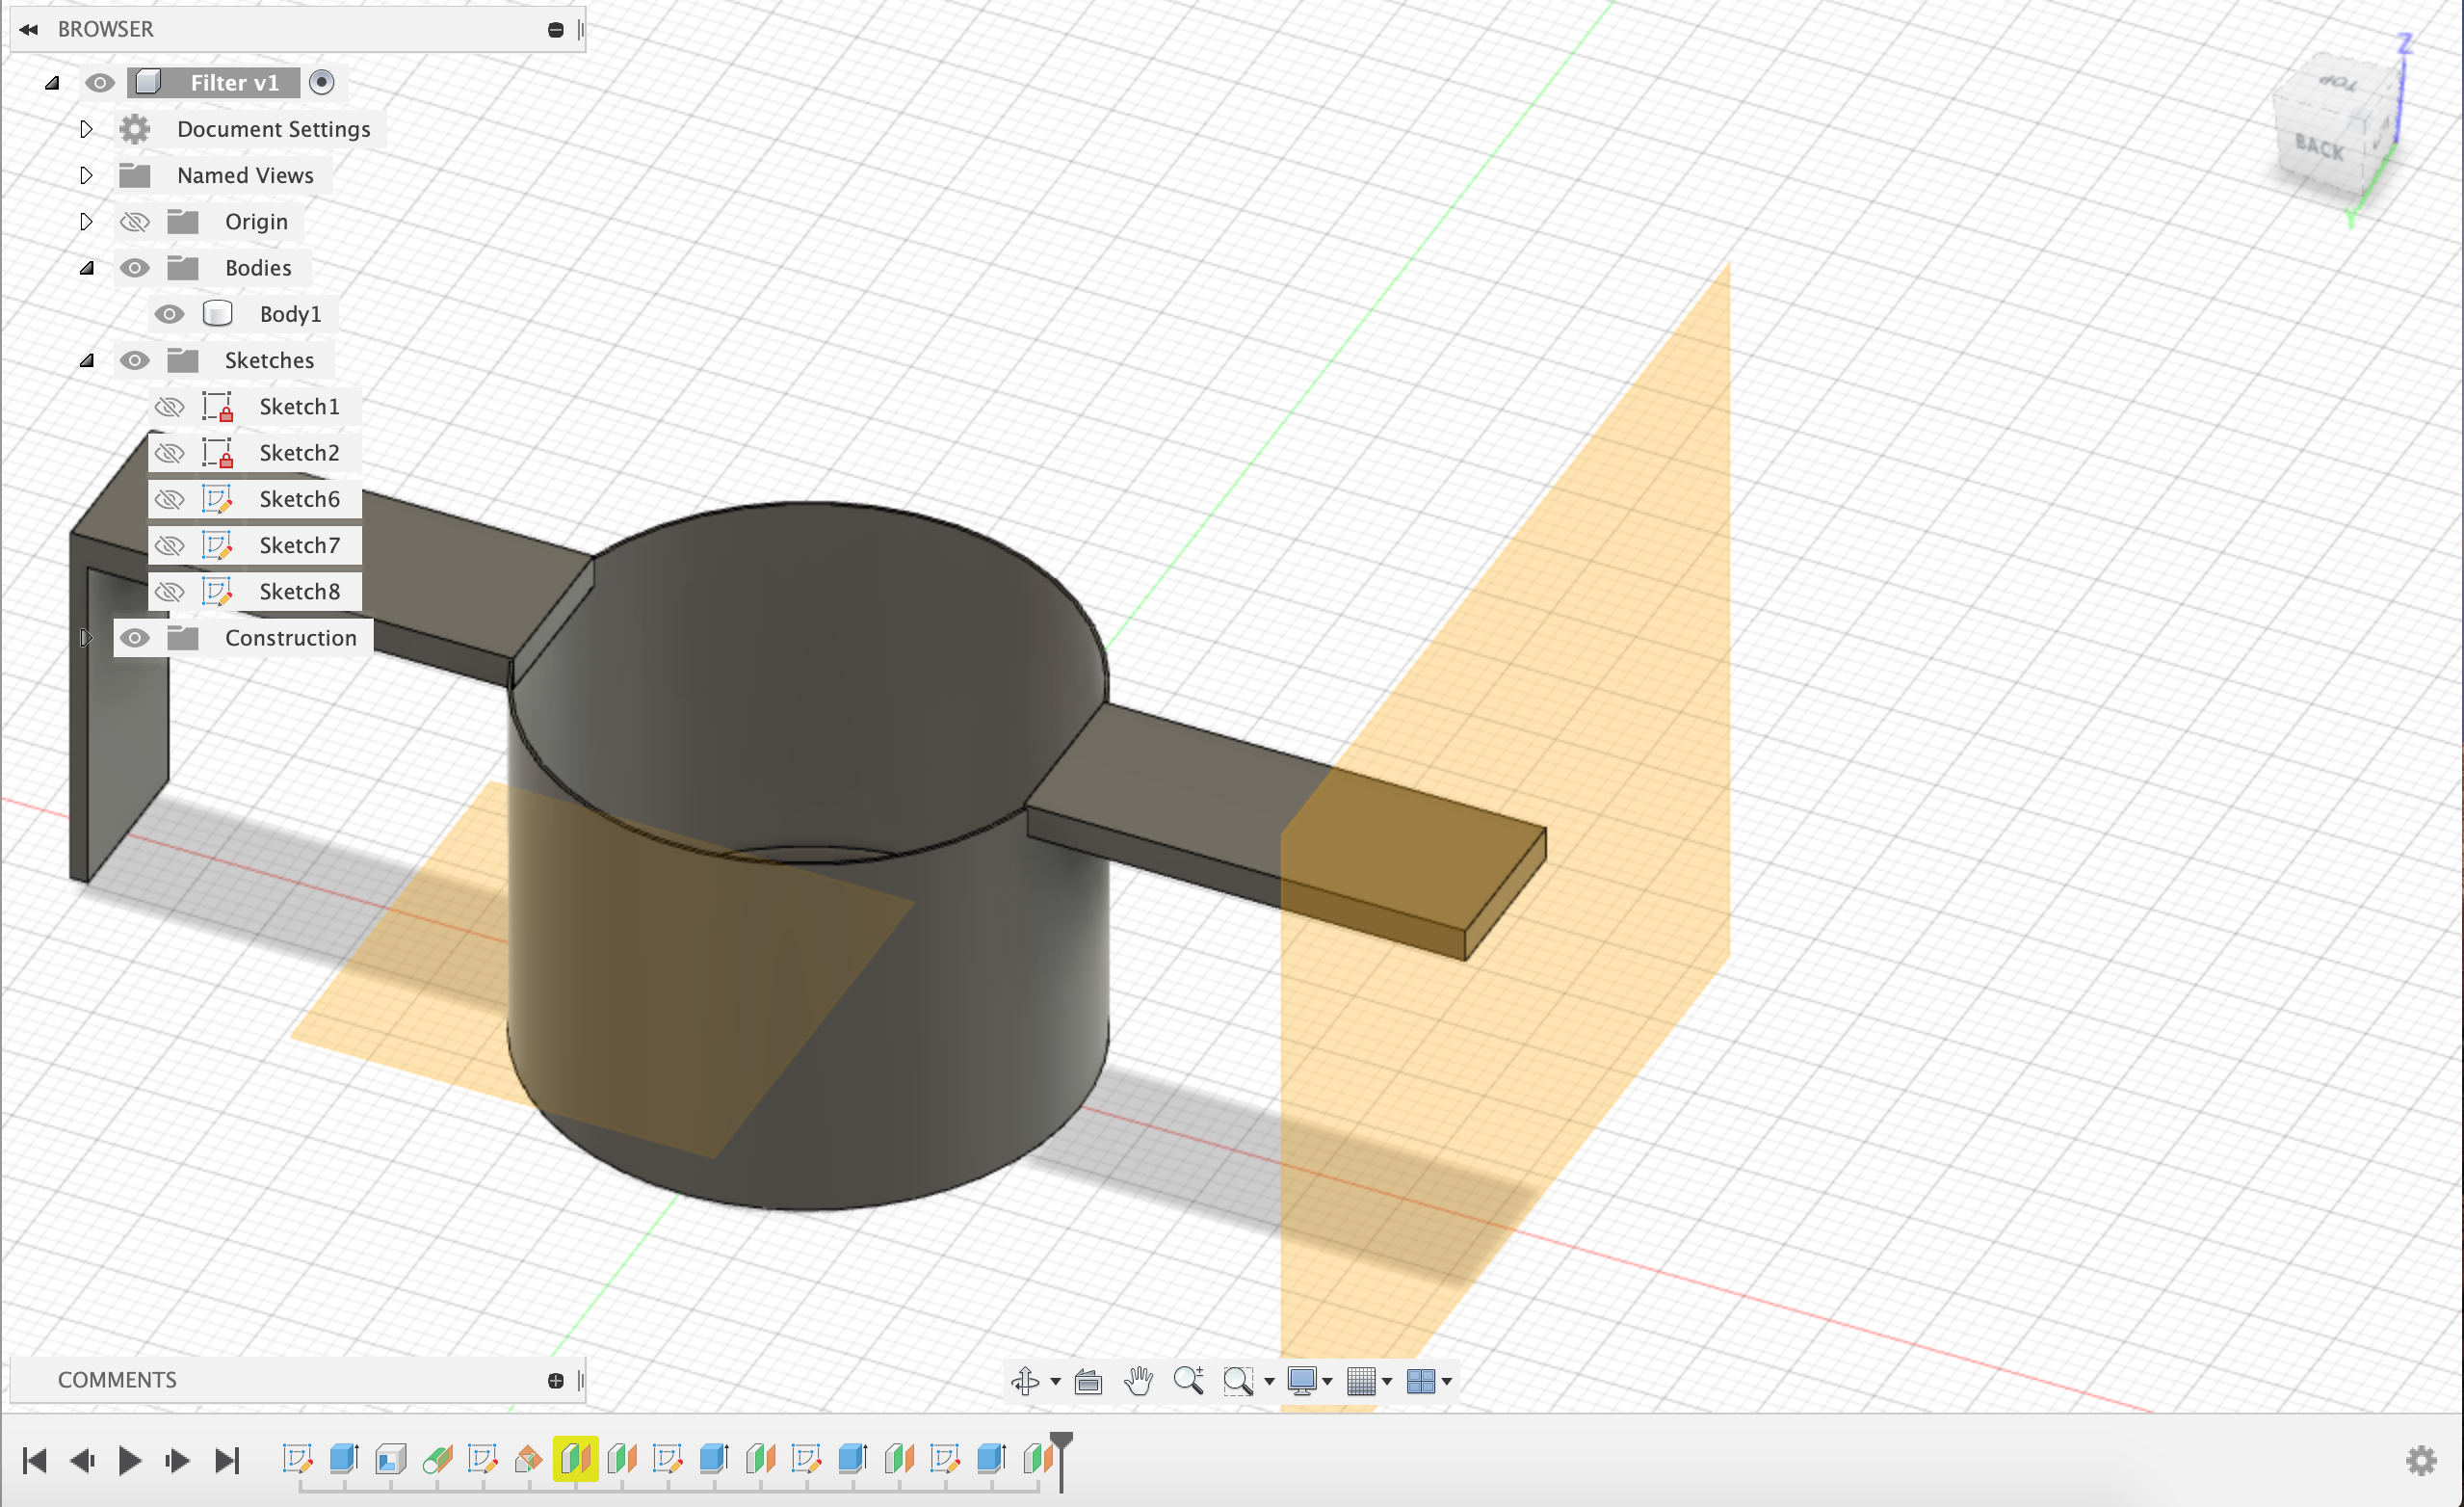 BROWSER
Filter v1
Document Settings
Named Views
Origin
Bodies
Body1
Sketches
Sketch1
Sketch2
Sketch6
Sketch7
Sketch8
Construction
Z
TOP
BACK
Y
COMMENTS